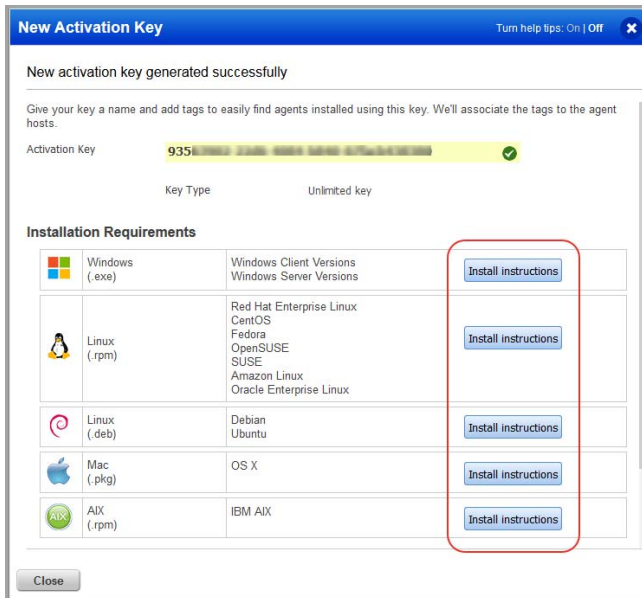 New Activation Key
Turn help tips: On | Off
New activation key generated successfully
Give your key a name and add tags to easily find agents installed using this key. We'll associate the tags to the agent
hosts.
Activation Key
935
Key Type
Unlimited key
Installation Requirements
Windows
(.exe)
Windows Client Versions
Windows Server Versions
Install instructions
Linux
(.rpm)
Red Hat Enterprise Linux
CentOS
Fedora
OpenSUSE
SUSE
Amazon Linux
Oracle Enterprise Linux
Install instructions
Linux
(.deb)
Debian
Ubuntu
Install instructions
Mac
(.pkg)
OS X
Install instructions
AIX
AIX
(.rpm)
IBM AIX
Install instructions
Close